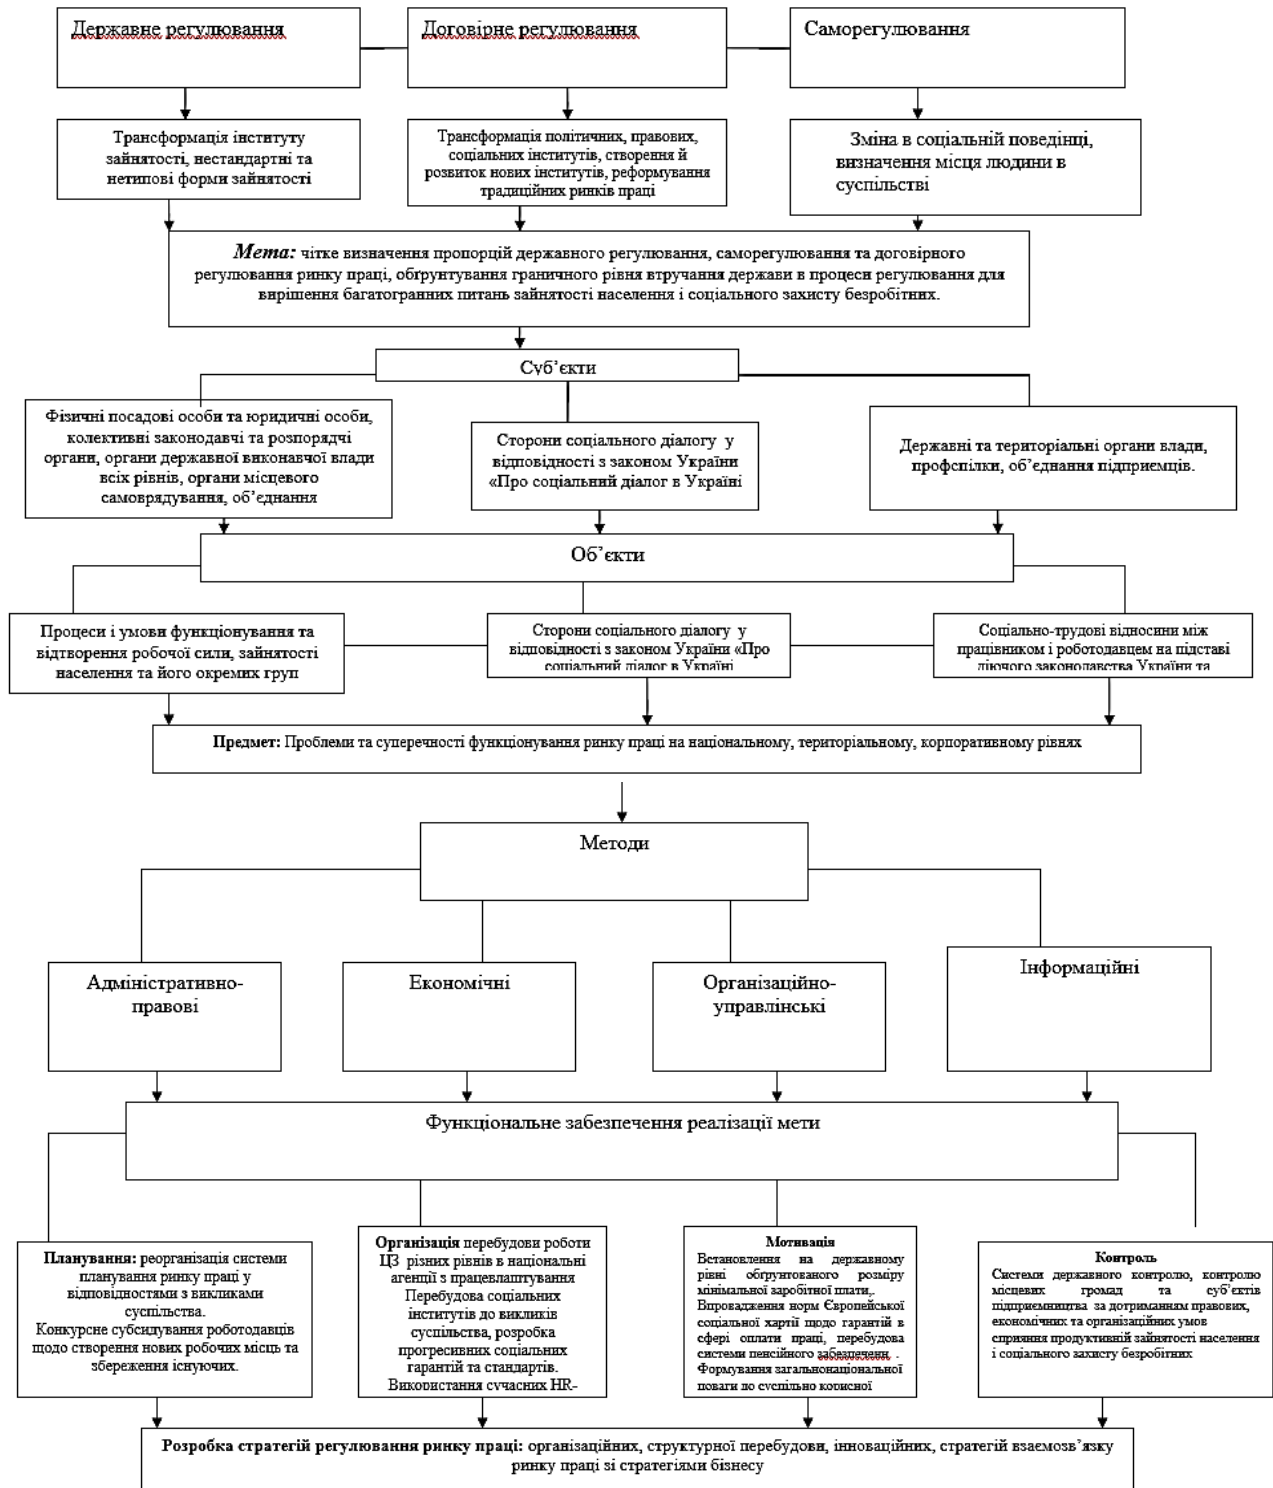 Державне регулювання
Договірне регулювання
Саморегулювання
Трансформація інституту
зайнятості, нестандартні та
нетипові форми зайнятості
Трансформація політичних, правових,
соціальних інститутів, створення й
розвиток нових інститутів, реформування
традиційних ринків праці
Зміна в соціальній поведінці,
визначення місця людини в
суспільстві
Мета: чітке визначення пропорцій державного регулювання, саморегулювання та договірного
регулювання ринку праці, обґрунтування граничного рівня втручання держави в процеси регулювання для
вирішення багатогранних питань зайнятості населення і соціального захисту безробітних.
Суб’єкти
Фізичні посадові особи та юридичні особи,
колективні законодавчі та розпорядчі
органи, органи державної виконавчої влади
всіх рівнів, органи місцевого
самоврядування, об’єднання
Сторони соціального діалогу у
відповідності з законом України
«Про соціальний діалог в Україні
Державні та територіальні органи влади,
профспілки, об’єднання підприємців.
Об’єкти
Процеси і умови функціонування та
відтворення робочої сили, зайнятості
населення та його окремих груп
Сторони соціального діалогу у
відповідності з законом України «Про
соціальний діалог в Україні
Соціально-трудові відносини між
працівником і роботодавцем на підставі
діючого законодавства України та
Предмет: Проблеми та суперечності функціонування ринку праці на національному, територіальному, корпоративному рівнях
Методи
Адміністративно-
правові
Економічні
Організаційно-
управлінські
Інформаційні
Функціональне забезпечення реалізації мети
Планування: реорганізація системи
планування ринку праці у
відповідностями з викликами
суспільства.
Конкурсне субсидування роботодавців
щодо створення нових робочих місць та
збереження існуючих.
Організація перебудови роботи
ЦЗ різних рівнів в національні
агенції з працевлаштування
Перебудова соціальних
інститутів до викликів
суспільства, розробка
прогресивних соціальних
гарантій та стандартів.
Використання сучасних HR-
Мотивація
Встановлення на державному
рівні обґрунтованого розміру
мінімальної заробітної плати,.
Впровадження норм Європейської
соціальної хартії щодо гарантій в
сфері оплати праці, перебудова
системи пенсійного забезпеченн. .
Формування загальнонаціональної
поваги до суспільно корисної
Контроль
Системи державного контролю, контролю
місцевих громад та суб’єктів
підприємництва за дотриманням правових,
економічних та організаційних умов
сприяння продуктивній зайнятості населення
і соціального захисту безробітних
Розробка стратегій регулювання ринку праці: організаційних, структурної перебудови, інноваційних, стратегій взаємозв’язку
ринку праці зі стратегіями бізнесу